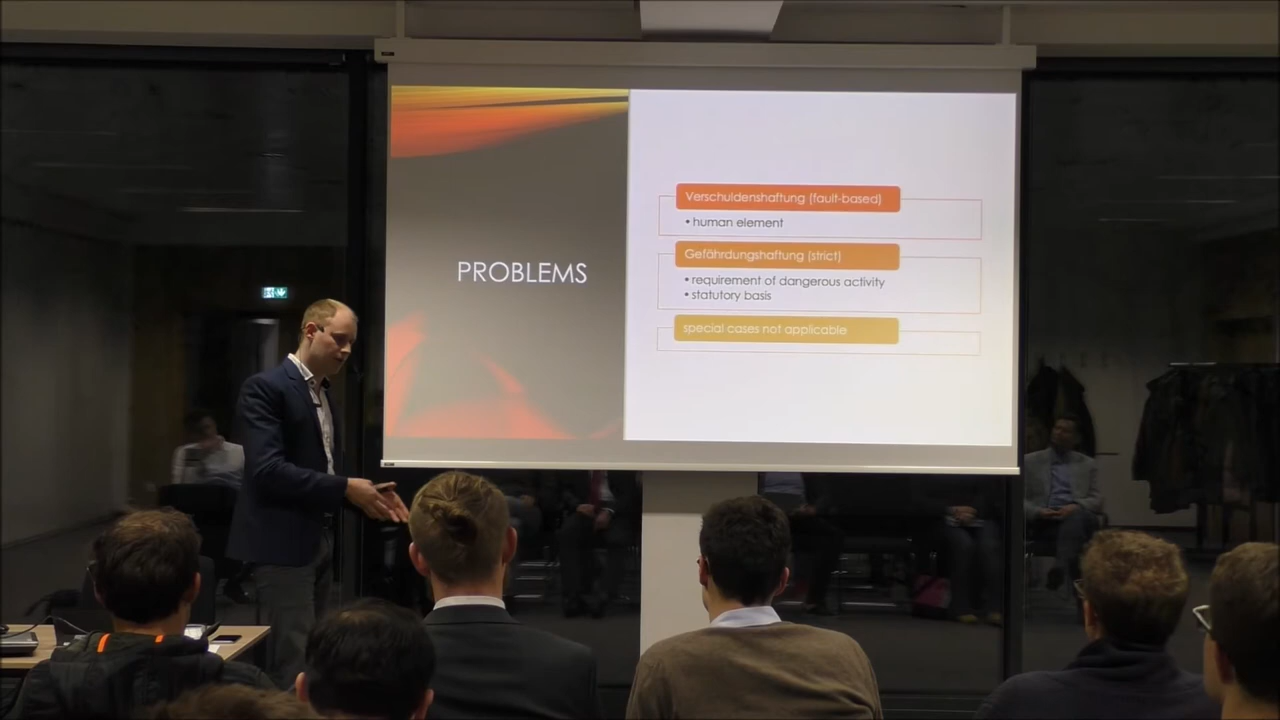 PROBLEMS
Verschuldenshaftung (fault-based)
• human element
Gefährdungshaftung (strict)
• requirement of dangerous activity
• statutory basis
special cases not applicable